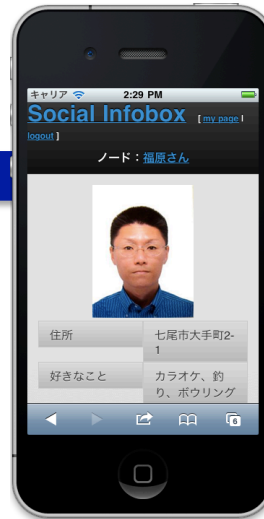 キャリア 2:29 PM
Social Infobox [ my page |
logout ]
ノード：福原さん
住所 七尾市大手町2-
1
好きなこと カラオケ、釣
り、ボウリング
6